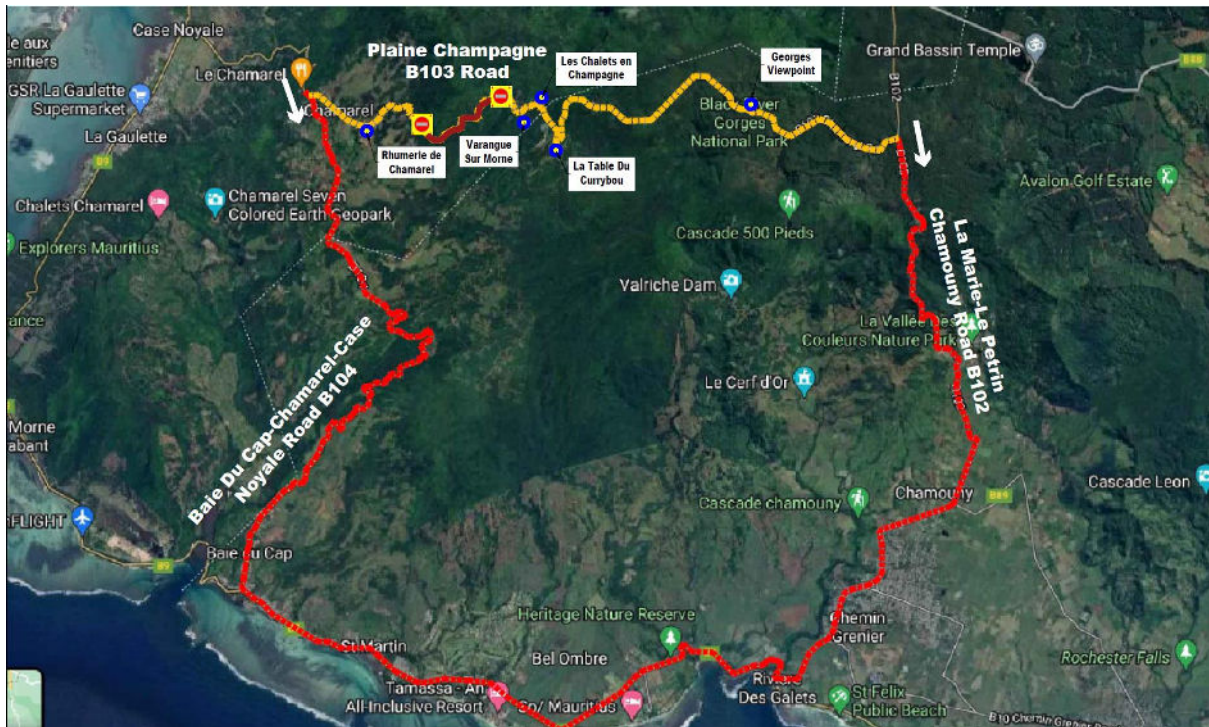 Case Noyale
Plaine Champagne
B103 Road
Les Chalets en
Champagne
Georges
Viewpoint
Grand Bassin Temple
B102
B88
Le Chamarel
GSR La Gaulette
Supermarket
Chamarel
La Gaulette
B9
Rhumerie de
Chamarel
Varangue
Sur Morne
La Table Du
Currybou
Black River
Gorges
National Park
Avalon Golf Estate
Chalets Chamarel
Chamarel Seven
Colored Earth Geopark
Explorers Mauritius
Cascade 500 Pieds
Valriche Dam
La Marie-Le Petrin
Chamouny Road B102
La Vallée Des
Couleurs Nature Park
Le Cerf d'Or
Baie Du Cap-Chamarel-Case
Noyale Road B104
Morne
Cascade chamouny
Chamouny
B89
Cascade Leon
Baie du Cap
B9
Heritage Nature Reserve
Chemin
Grenier
St Martin
Bel Ombre
Rochester Falls
Tamassa - An
All-Inclusive Resort
So/ Mauritius
Des Galets
St Felix
Public Beach